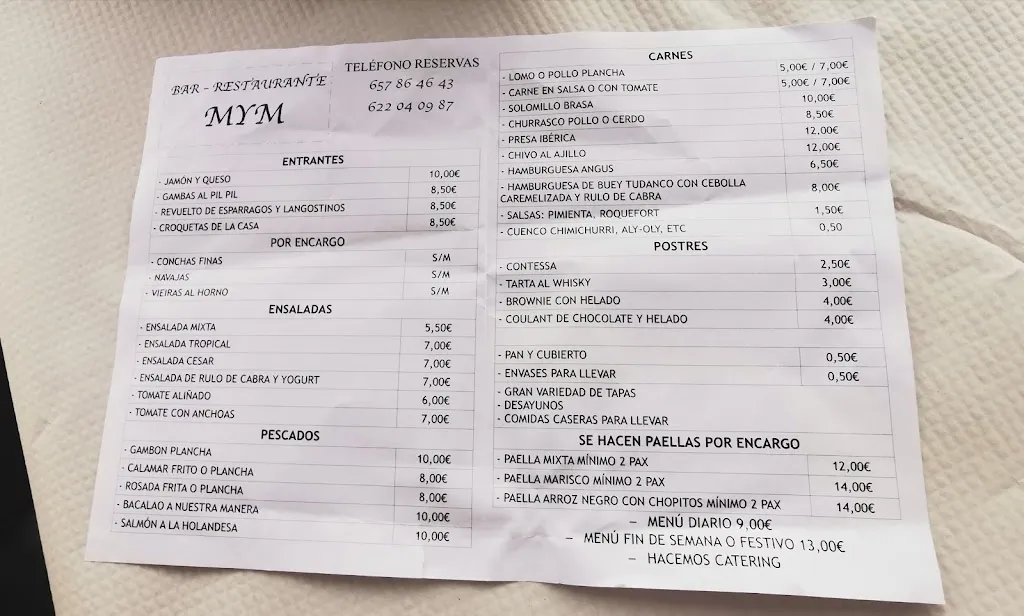 BAR - RESTAURANTE
MYM
TELÉFONO RESERVAS
657 86 46 43
622 04 09 87
ENTRANTES
- JAMÓN Y QUESO 10,00€
- GAMBAS AL PIL PIL 8,50€
- REVUELTO DE ESPARRAGOS Y LANGOSTINOS 8,50€
- CROQUETAS DE LA CASA 8,50€
POR ENCARGO
- CONCHAS FINAS S/M
- NAVAJAS S/M
- VIEIRAS AL HORNO S/M
ENSALADAS
- ENSALADA MIXTA 5,50€
- ENSALADA TROPICAL 7,00€
- ENSALADA CESAR 7,00€
- ENSALADA DE RULO DE CABRA Y YOGURT 7,00€
- TOMATE ALIÑADO 6,00€
- TOMATE CON ANCHOAS 7,00€
PESCADOS
- GAMBON PLANCHA 10,00€
- CALAMAR FRITO O PLANCHA 8,00€
- ROSADA FRITA O PLANCHA 8,00€
- BACALAO A NUESTRA MANERA 10,00€
- SALMÓN A LA HOLANDESA 10,00€
CARNES
- LOMO O POLLO PLANCHA 5,00€ / 7,00€
- CARNE EN SALSA O CON TOMATE 5,00€ / 7,00€
- SOLOMILLO BRASA 10,00€
- CHURRASCO POLLO O CERDO 8,50€
- PRESA IBÉRICA 12,00€
- CHIVO AL AJILLO 12,00€
- HAMBURGUESA ANGUS 6,50€
- HAMBURGUESA DE BUEY TUDANCO CON CEBOLLA
CAREMELIZADA Y RULO DE CABRA 8,00€
- SALSAS: PIMIENTA, ROQUEFORT 1,50€
- CUENCO CHIMICHURRI, ALY-OLY, ETC 0,50
POSTRES
- CONTESSA 2,50€
- TARTA AL WHISKY 3,00€
- BROWNIE CON HELADO 4,00€
- COULANT DE CHOCOLATE Y HELADO 4,00€
- PAN Y CUBIERTO 0,50€
- ENVASES PARA LLEVAR 0,50€
- GRAN VARIEDAD DE TAPAS
- DESAYUNOS
- COMIDAS CASERAS PARA LLEVAR
SE HACEN PAELLAS POR ENCARGO
- PAELLA MIXTA MÍNIMO 2 PAX 12,00€
- PAELLA MARISCO MÍNIMO 2 PAX 14,00€
- PAELLA ARROZ NEGRO CON CHOPITOS MÍNIMO 2 PAX 14,00€
– MENÚ DIARIO 9,00€
– MENÚ FIN DE SEMANA O FESTIVO 13,00€
– HACEMOS CATERING